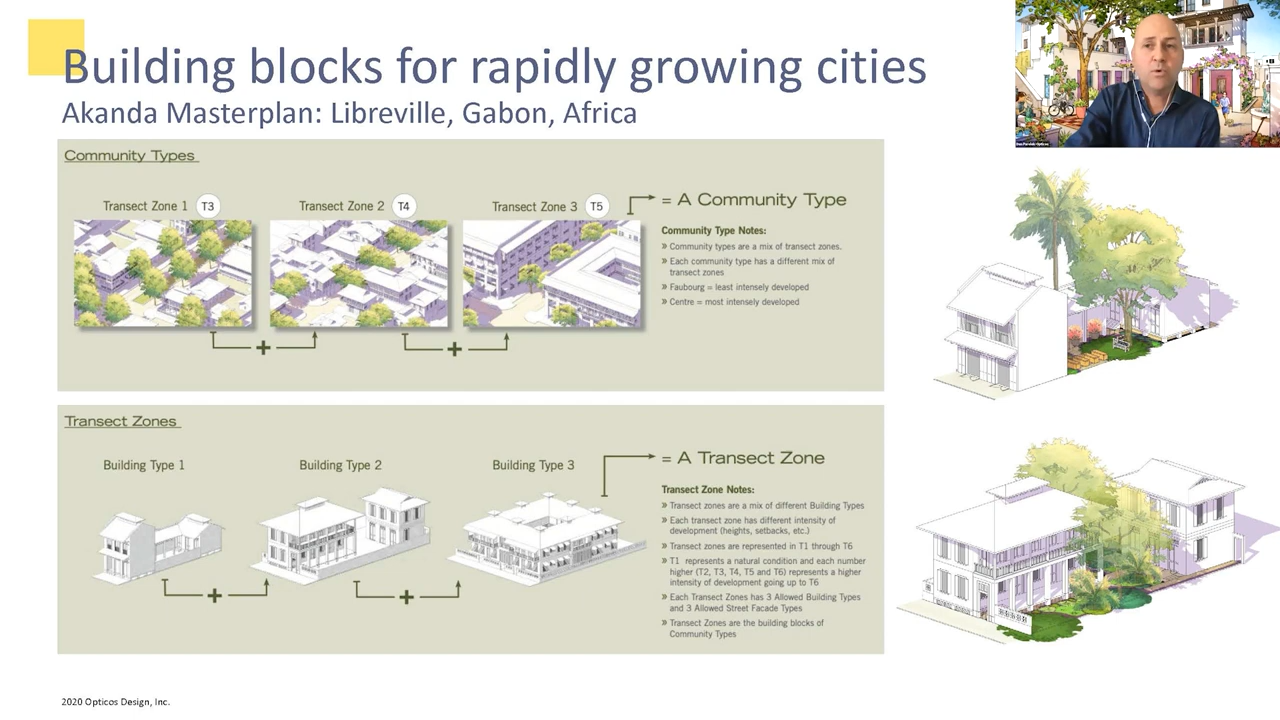 Building blocks for rapidly growing cities
Akanda Masterplan: Libreville, Gabon, Africa
Community Types
Transect Zone 1 T3
Transect Zone 2 T4
Transect Zone 3 T5
= A Community Type
Community Type Notes:
» Community types are a mix of transect zones.
» Each community type has a different mix of
transect zones
» Faubourg = least intensely developed
» Centre = most intensely developed
+
+
Transect Zones
Building Type 1
Building Type 2
Building Type 3
= A Transect Zone
Transect Zone Notes:
» Transect zones are a mix of different Building Types
» Each transect zone has different intensity of
development (heights, setbacks, etc.)
» Transect zones are represented in T1 through T6
» T1 represents a natural condition and each number
higher (T2, T3, T4, T5 and T6) represents a higher
intensity of development going up to T6
» Each Transect Zones has 3 Allowed Building Types
and 3 Allowed Street Facade Types
» Transect Zones are the building blocks of
Community Types
+
+
2020 Opticos Design, Inc.